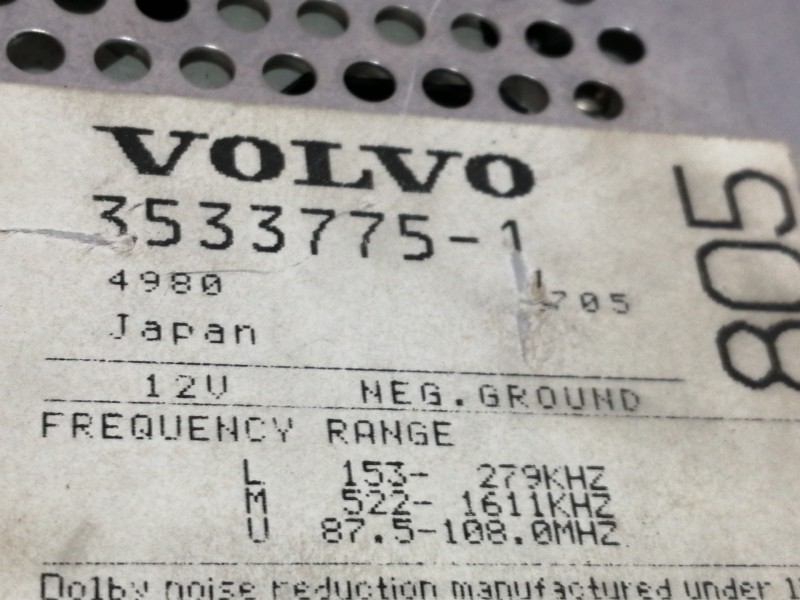 VOLVO
3533775-1
4980 1705
Japan
12V NEG.GROUND
FREQUENCY RANGE
L 153- 279KHZ
M 522- 1611KHZ
U 87.5-108.0MHZ
Dolby noise reduction manufactured under
805